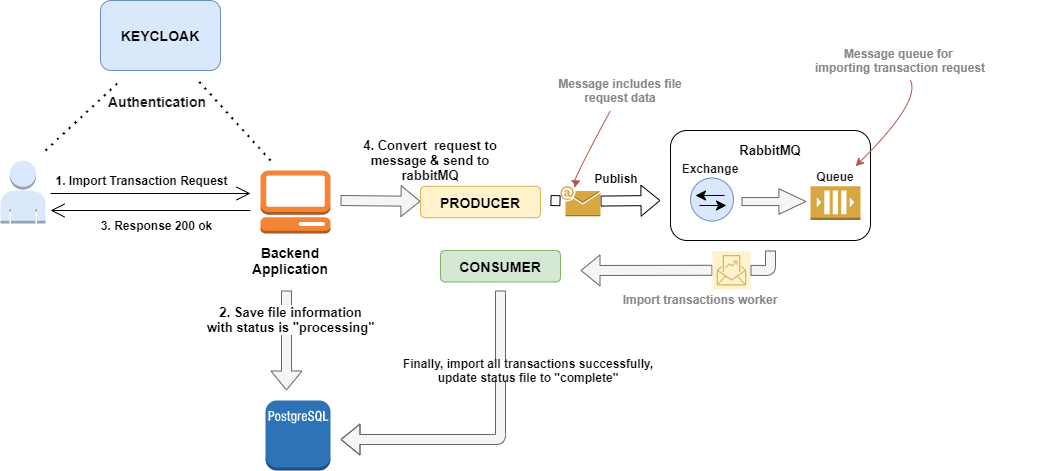 KEYCLOAK
Authentication
1. Import Transaction Request
3. Response 200 ok
Backend
Application
2. Save file information
with status is "processing"
PostgreSQL
4. Convert request to
message & send to
rabbitMQ
PRODUCER
Message includes file
request data
@
Publish
Message queue for
importing transaction request
RabbitMQ
Exchange
Queue
CONSUMER
Import transactions worker
Finally, import all transactions successfully,
update status file to "complete"